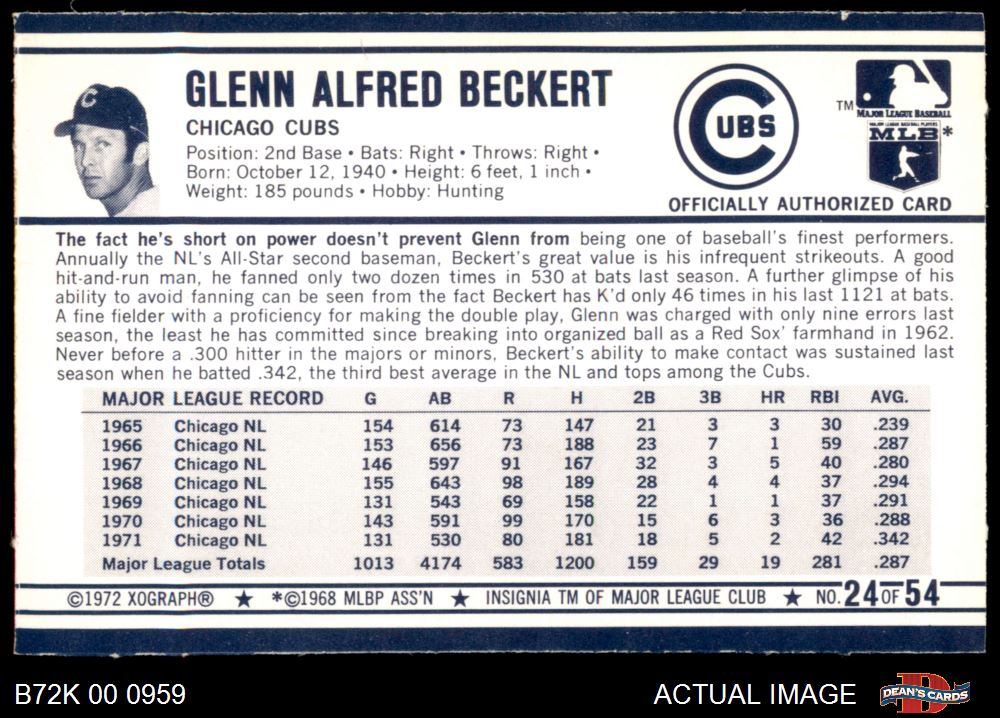 GLENN ALFRED BECKERT
CHICAGO CUBS
Position: 2nd Base • Bats: Right • Throws: Right •
Born: October 12, 1940 • Height: 6 feet, 1 inch •
Weight: 185 pounds • Hobby: Hunting
C
CUBS
TM
MAJOR LEAGUE BASEBALL
MAJOR LEAGUE BASEBALL PLAYERS
MLB*
OFFICIALLY AUTHORIZED CARD
The fact he's short on power doesn't prevent Glenn from being one of baseball's finest performers.
Annually the NL's All-Star second baseman, Beckert's great value is his infrequent strikeouts. A good
hit-and-run man, he fanned only two dozen times in 530 at bats last season. A further glimpse of his
ability to avoid fanning can be seen from the fact Beckert has K'd only 46 times in his last 1121 at bats.
A fine fielder with a proficiency for making the double play, Glenn was charged with only nine errors last
season, the least he has committed since breaking into organized ball as a Red Sox' farmhand in 1962.
Never before a .300 hitter in the majors or minors, Beckert's ability to make contact was sustained last
season when he batted .342, the third best average in the NL and tops among the Cubs.
MAJOR LEAGUE RECORD G AB R H 2B 3B HR RBI AVG.
1965 Chicago NL 154 614 73 147 21 3 3 30 .239
1966 Chicago NL 153 656 73 188 23 7 1 59 .287
1967 Chicago NL 146 597 91 167 32 3 5 40 .280
1968 Chicago NL 155 643 98 189 28 4 4 37 .294
1969 Chicago NL 131 543 69 158 22 1 1 37 .291
1970 Chicago NL 143 591 99 170 15 6 3 36 .288
1971 Chicago NL 131 530 80 181 18 5 2 42 .342
Major League Totals 1013 4174 583 1200 159 29 19 281 .287
©1972 XOGRAPH® ★ *©1968 MLBP ASS'N ★ INSIGNIA TM OF MAJOR LEAGUE CLUB ★ NO. 24 OF 54
B72K 00 0959
ACTUAL IMAGE
DEAN'S CARDS